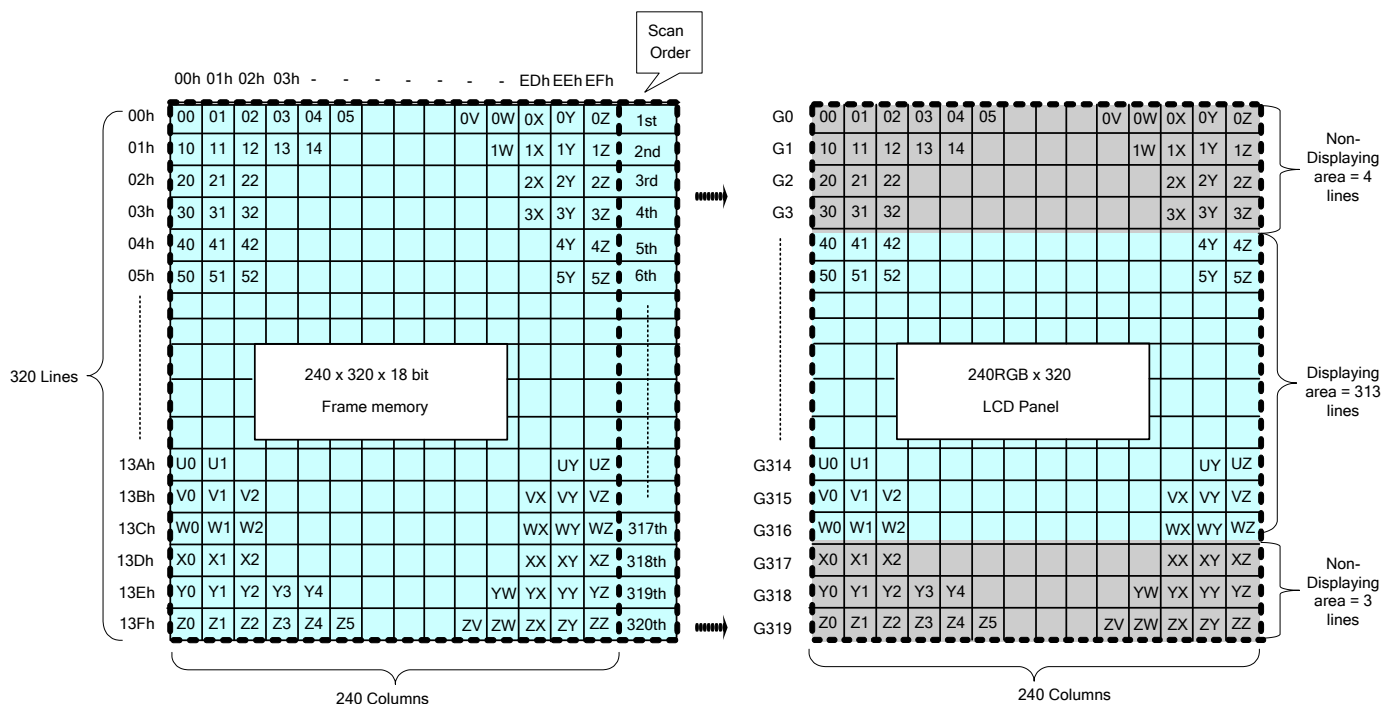 Scan
Order
00h 01h 02h 03h - - - - - - EDh EEh EFh
00h 00 01 02 03 04 05 0V 0W 0X 0Y 0Z 1st
01h 10 11 12 13 14 1W 1X 1Y 1Z 2nd
02h 20 21 22 2X 2Y 2Z 3rd
03h 30 31 32 3X 3Y 3Z 4th
04h 40 41 42 4Y 4Z 5th
05h 50 51 52 5Y 5Z 6th
320 Lines
240 x 320 x 18 bit
Frame memory
13Ah U0 U1 UY UZ
13Bh V0 V1 V2 VX VY VZ
13Ch W0 W1 W2 WX WY WZ 317th
13Dh X0 X1 X2 XX XY XZ 318th
13Eh Y0 Y1 Y2 Y3 Y4 YW YX YY YZ 319th
13Fh Z0 Z1 Z2 Z3 Z4 Z5 ZV ZW ZX ZY ZZ 320th
240 Columns
G0 00 01 02 03 04 05 0V 0W 0X 0Y 0Z
G1 10 11 12 13 14 1W 1X 1Y 1Z
G2 20 21 22 2X 2Y 2Z
G3 30 31 32 3X 3Y 3Z
40 41 42 4Y 4Z
50 51 52 5Y 5Z
Non-
Displaying
area = 4
lines
240RGB x 320
LCD Panel
Displaying
area = 313
lines
G314 U0 U1 UY UZ
G315 V0 V1 V2 VX VY VZ
G316 W0 W1 W2 WX WY WZ
G317 X0 X1 X2 XX XY XZ
G318 Y0 Y1 Y2 Y3 Y4 YW YX YY YZ
G319 Z0 Z1 Z2 Z3 Z4 Z5 ZV ZW ZX ZY ZZ
Non-
Displaying
area = 3
lines
240 Columns